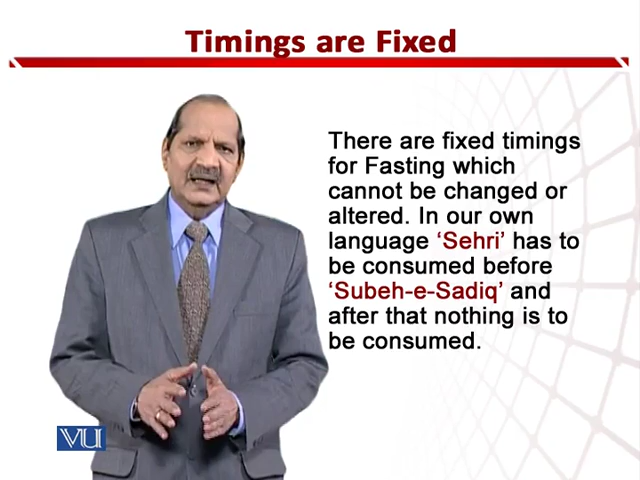 Timings are Fixed
There are fixed timings
for Fasting which
cannot be changed or
altered. In our own
language ‘Sehri’ has to
be consumed before
‘Subeh-e-Sadiq’ and
after that nothing is to
be consumed.
VU